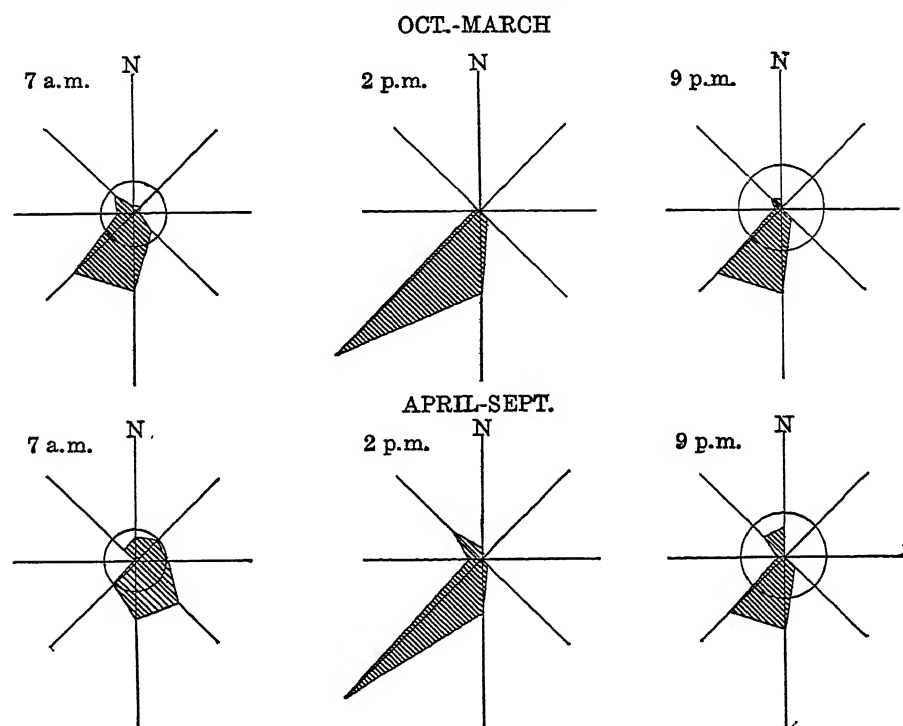 OCT.-MARCH
7 a.m. N 2 p.m. N 9 p.m. N
APRIL-SEPT.
7 a.m. N 2 p.m. N 9 p.m. N